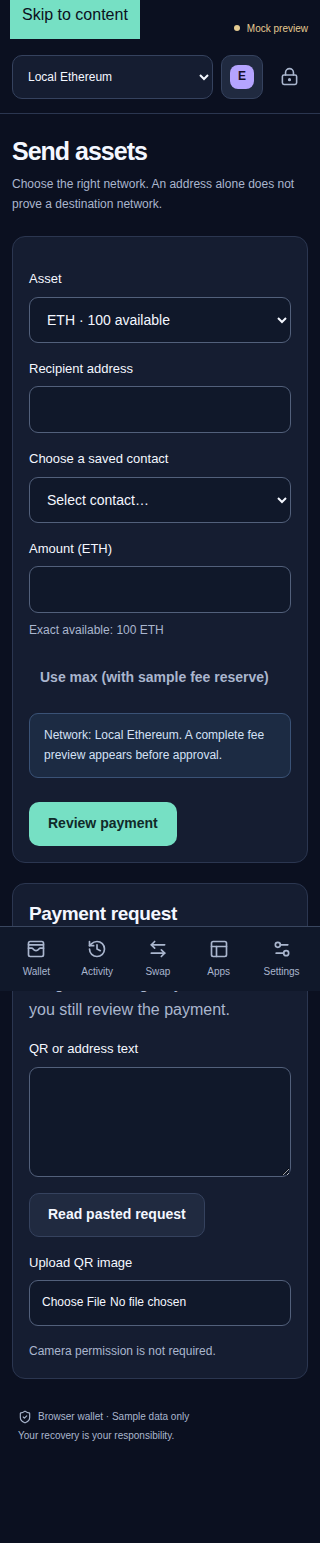 Skip to content
Mock preview
Local Ethereum
E
Send assets
Choose the right network. An address alone does not
prove a destination network.
Asset
ETH · 100 available
Recipient address
Choose a saved contact
Select contact…
Amount (ETH)
Exact available: 100 ETH
Use max (with sample fee reserve)
Network: Local Ethereum. A complete fee
preview appears before approval.
Review payment
Payment request
Wallet
Activity
Swap
Apps
Settings
you still review the payment.
QR or address text
Read pasted request
Upload QR image
Choose File No file chosen
Camera permission is not required.
Browser wallet · Sample data only
Your recovery is your responsibility.